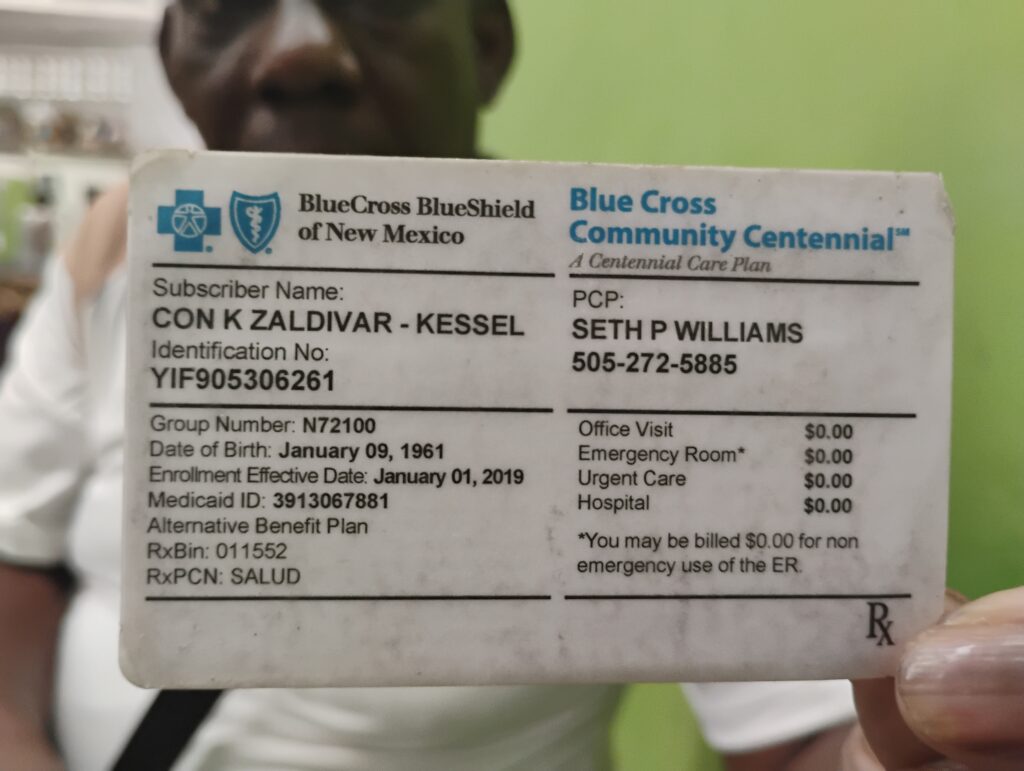 BlueCross BlueShield
of New Mexico
Subscriber Name:
CON K ZALDIVAR - KESSEL
Identification No:
YIF905306261
Group Number: N72100
Date of Birth: January 09, 1961
Enrollment Effective Date: January 01, 2019
Medicaid ID: 3913067881
Alternative Benefit Plan
RxBin: 011552
RxPCN: SALUD
Blue Cross
Community Centennial℠
A Centennial Care Plan
PCP:
SETH P WILLIAMS
505-272-5885
Office Visit $0.00
Emergency Room* $0.00
Urgent Care $0.00
Hospital $0.00
*You may be billed $0.00 for non
emergency use of the ER.
Rx